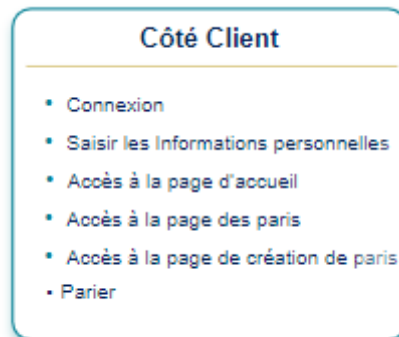 Côté Client
• Connexion
• Saisir les Informations personnelles
• Accès à la page d'accueil
• Accès à la page des paris
• Accès à la page de création de paris
• Parier